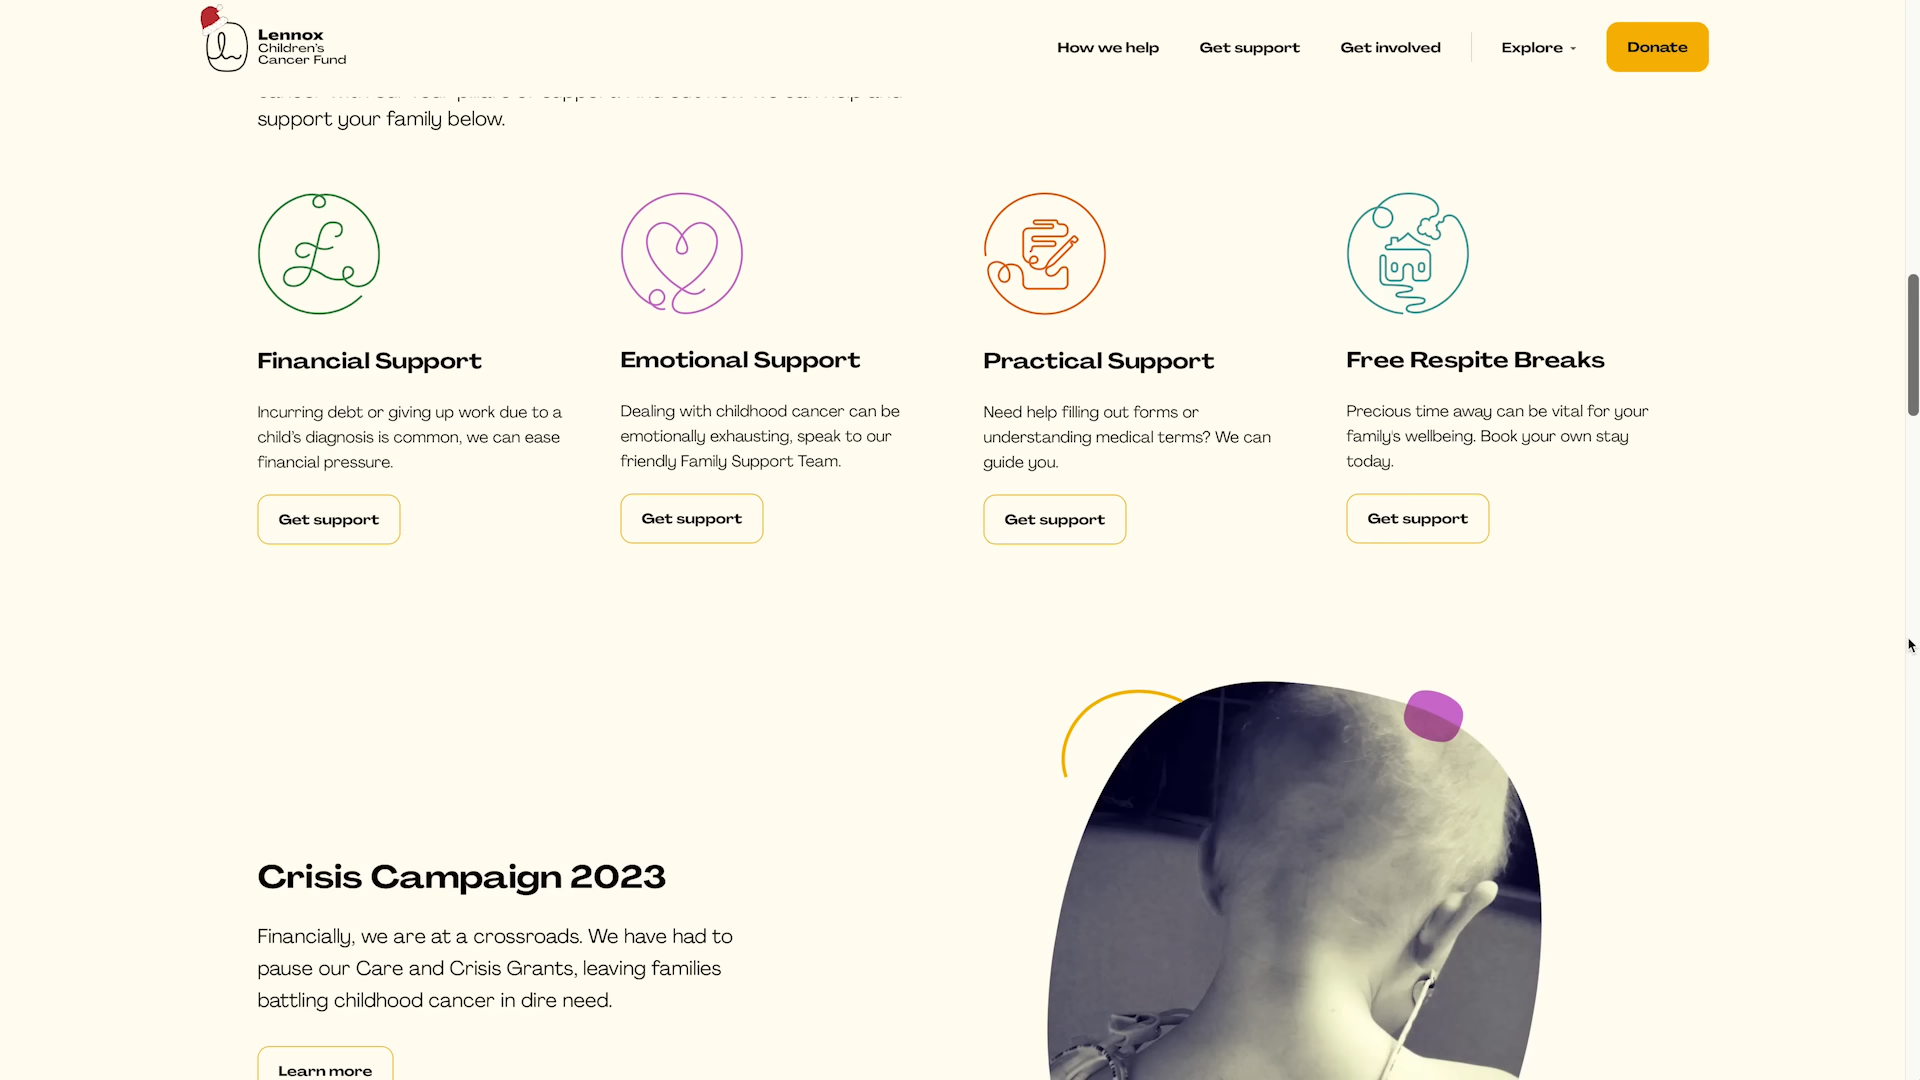 Lennox
Children's
Cancer Fund
How we help
Get support
Get involved
Explore
Donate
support your family below.
Financial Support
Incurring debt or giving up work due to a
child's diagnosis is common, we can ease
financial pressure.
Get support
Emotional Support
Dealing with childhood cancer can be
emotionally exhausting, speak to our
friendly Family Support Team.
Get support
Practical Support
Need help filling out forms or
understanding medical terms? We can
guide you.
Get support
Free Respite Breaks
Precious time away can be vital for your
family's wellbeing. Book your own stay
today.
Get support
Crisis Campaign 2023
Financially, we are at a crossroads. We have had to
pause our Care and Crisis Grants, leaving families
battling childhood cancer in dire need.
Learn more